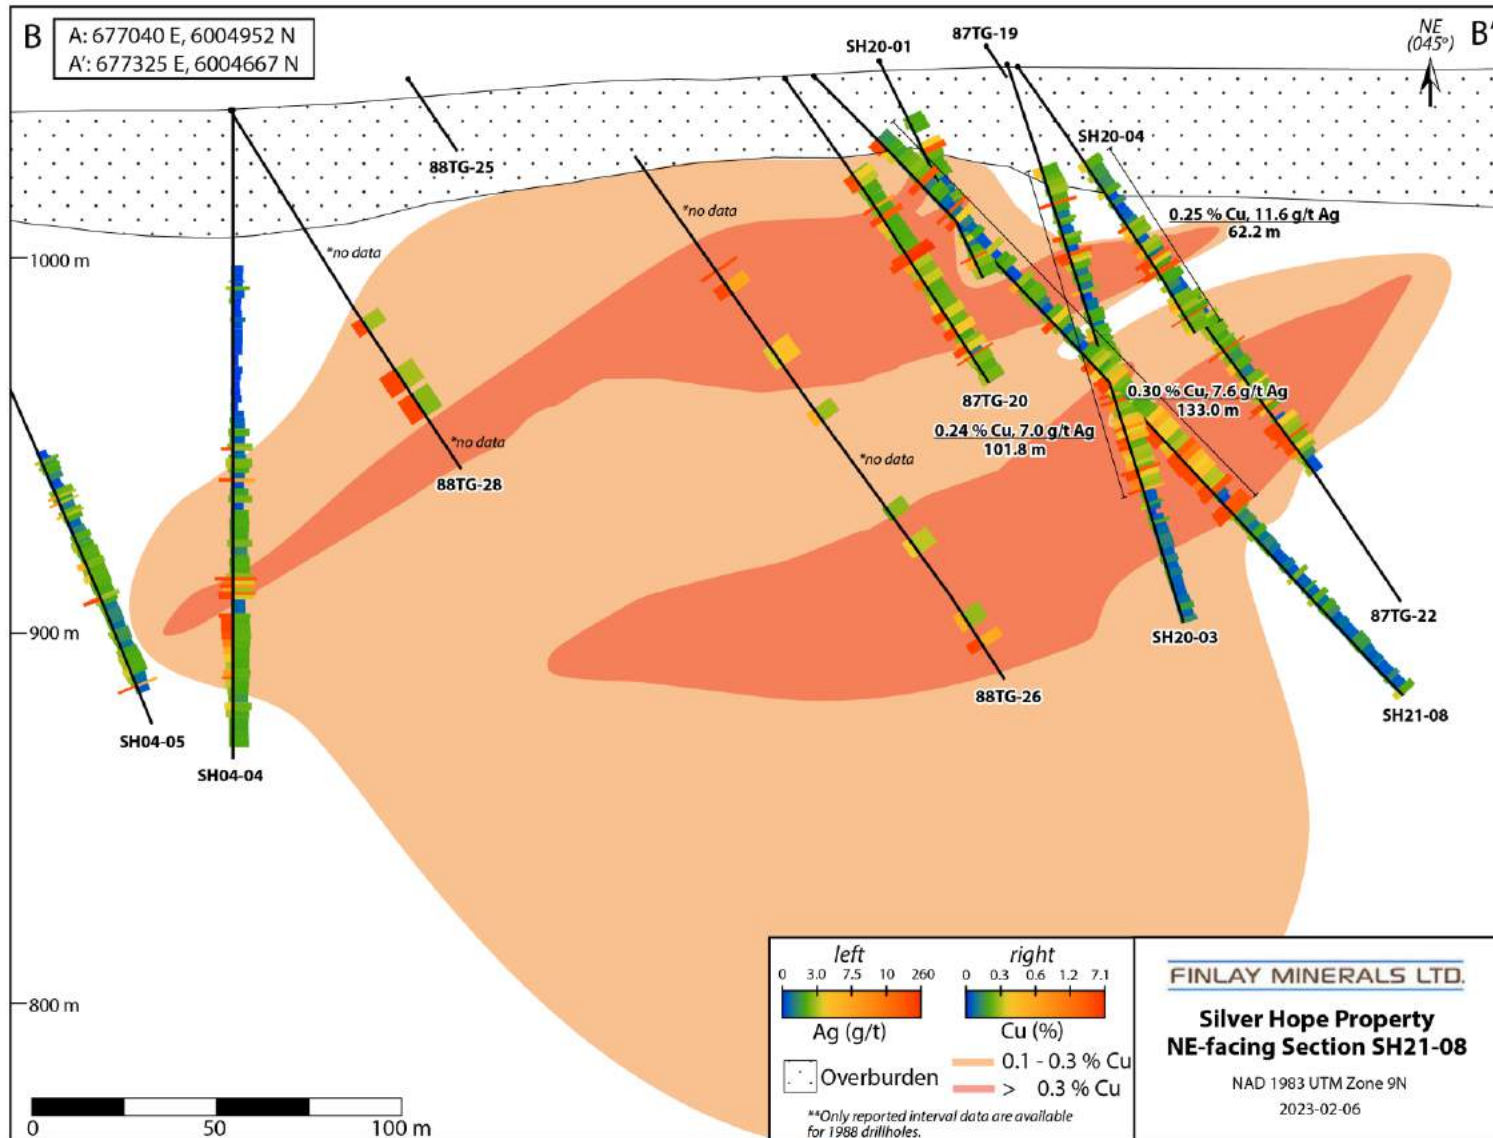 B
A: 677040 E, 6004952 N
A': 677325 E, 6004667 N
NE
(045°)
B'
87TG-19
SH20-01
SH20-04
88TG-25
*no data
*no data
0.25 % Cu, 11.6 g/t Ag
62.2 m
1000 m
0.30 % Cu, 7.6 g/t Ag
133.0 m
87TG-20
0.24 % Cu, 7.0 g/t Ag
101.8 m
*no data
*no data
88TG-28
900 m
87TG-22
SH20-03
88TG-26
SH21-08
SH04-05
SH04-04
800 m
left
0 3.0 7.5 10 260
Ag (g/t)
right
0 0.3 0.6 1.2 7.1
Cu (%)
Overburden
0.1 - 0.3 % Cu
> 0.3 % Cu
**Only reported interval data are available
for 1988 drillholes.
FINLAY MINERALS LTD.
Silver Hope Property
NE-facing Section SH21-08
NAD 1983 UTM Zone 9N
2023-02-06
0 50 100 m